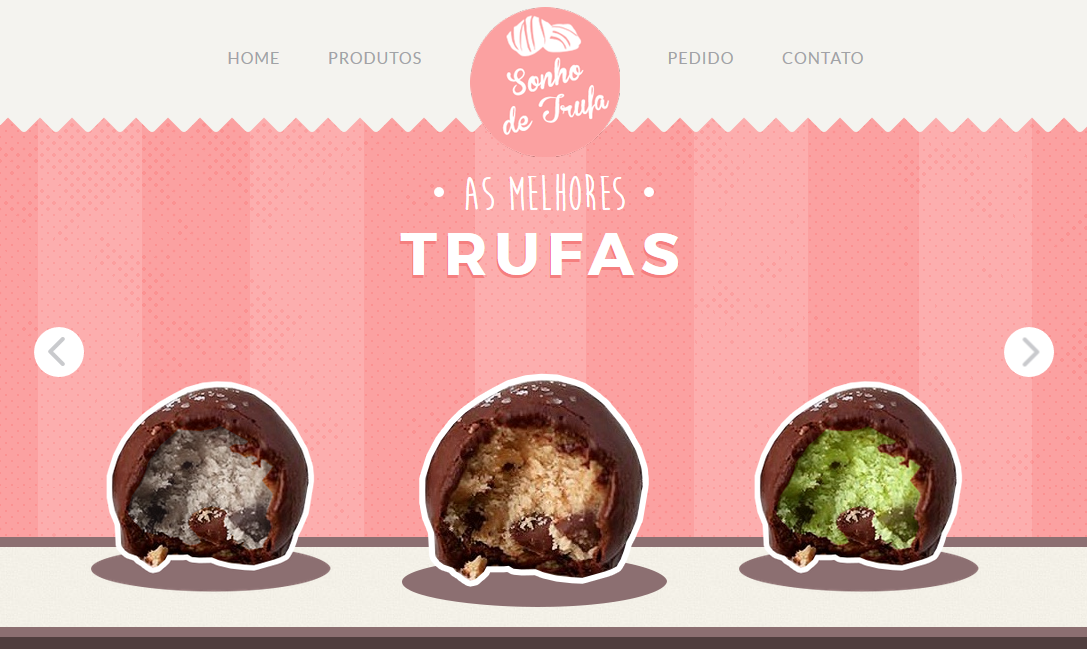 HOME
PRODUTOS
Sonho
de Trufa
PEDIDO
CONTATO
• AS MELHORES •
TRUFAS